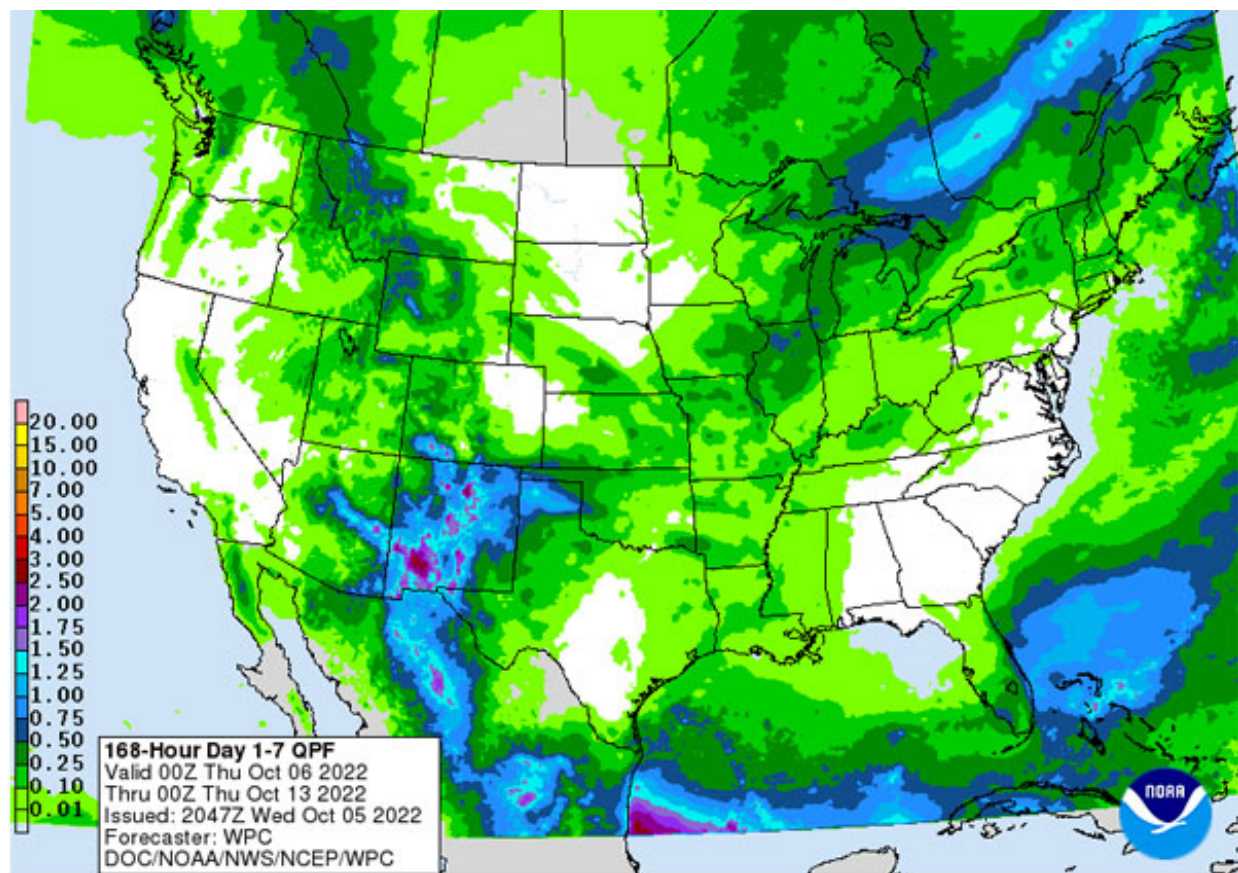 20.00
15.00
10.00
7.00
5.00
4.00
3.00
2.50
2.00
1.75
1.50
1.25
1.00
0.75
0.50
0.25
0.10
0.01
168-Hour Day 1-7 QPF
Valid 00Z Thu Oct 06 2022
Thru 00Z Thu Oct 13 2022
Issued: 2047Z Wed Oct 05 2022
Forecaster: WPC
DOC/NOAA/NWS/NCEP/WPC
NOAA